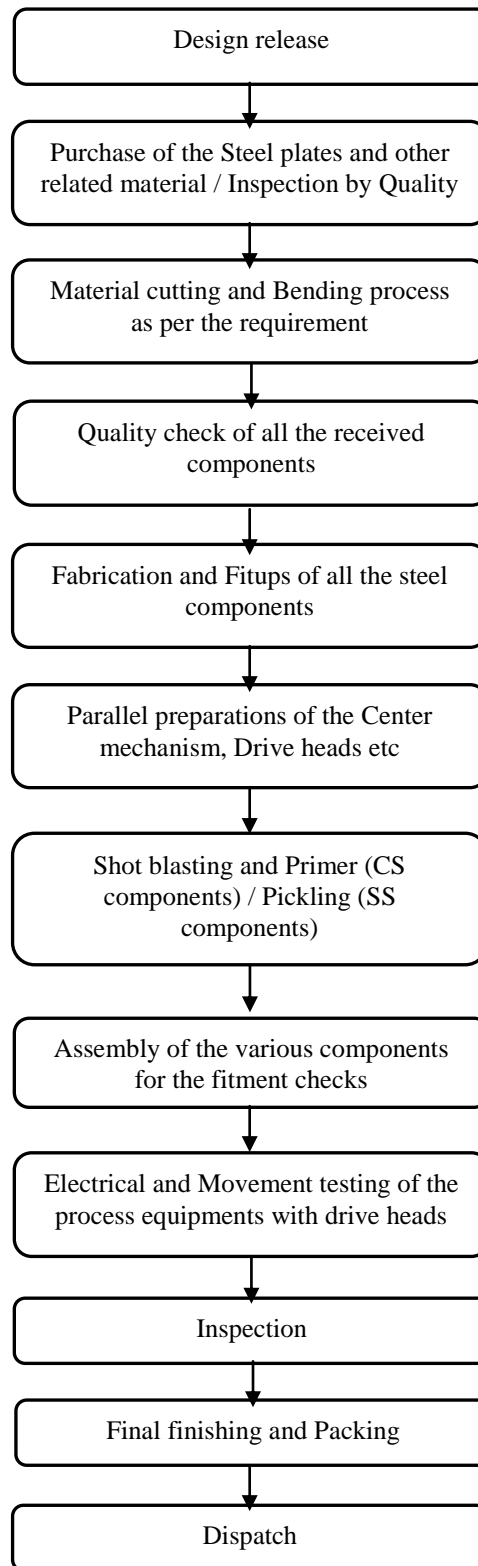 Design release
Purchase of the Steel plates and other
related material / Inspection by Quality
Material cutting and Bending process
as per the requirement
Quality check of all the received
components
Fabrication and Fitups of all the steel
components
Parallel preparations of the Center
mechanism, Drive heads etc
Shot blasting and Primer (CS
components) / Pickling (SS
components)
Assembly of the various components
for the fitment checks
Electrical and Movement testing of the
process equipments with drive heads
Inspection
Final finishing and Packing
Dispatch